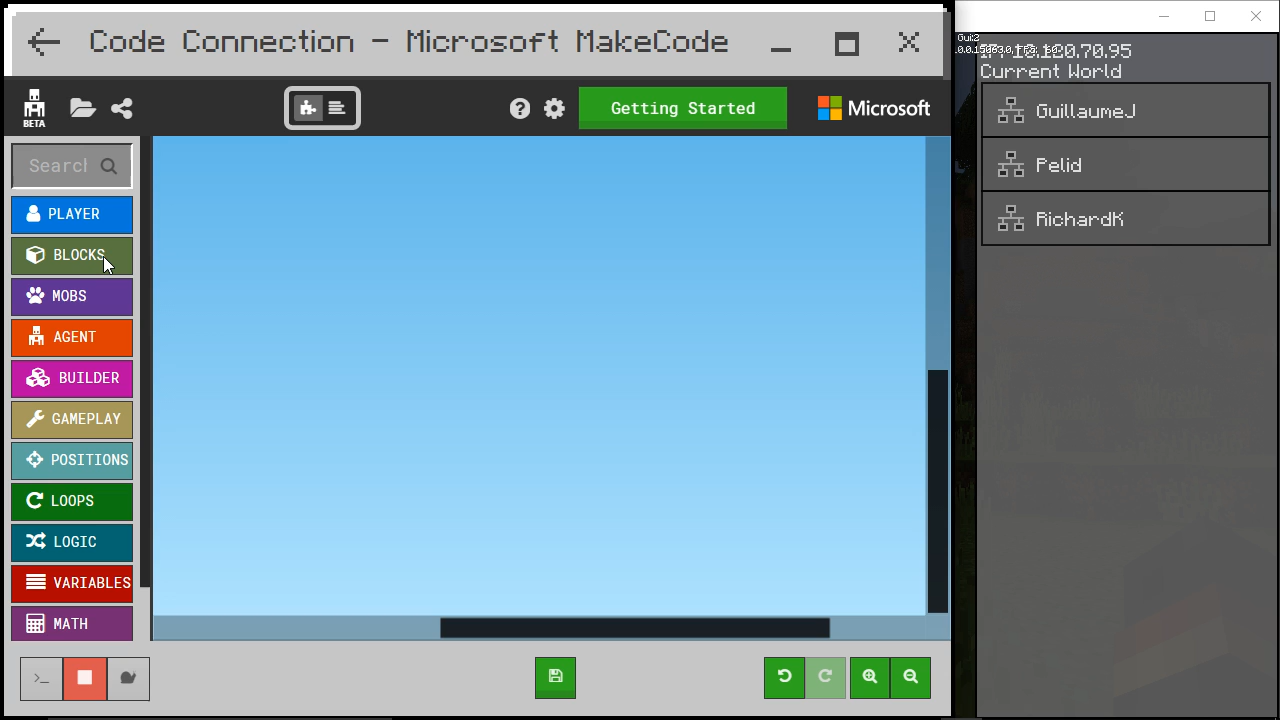 Code Connection - Microsoft MakeCode
BETA
Getting Started
Microsoft
Search
PLAYER
BLOCKS
MOBS
AGENT
BUILDER
GAMEPLAY
POSITIONS
LOOPS
LOGIC
VARIABLES
MATH
Current World
GuillaumeJ
Pelid
RichardK